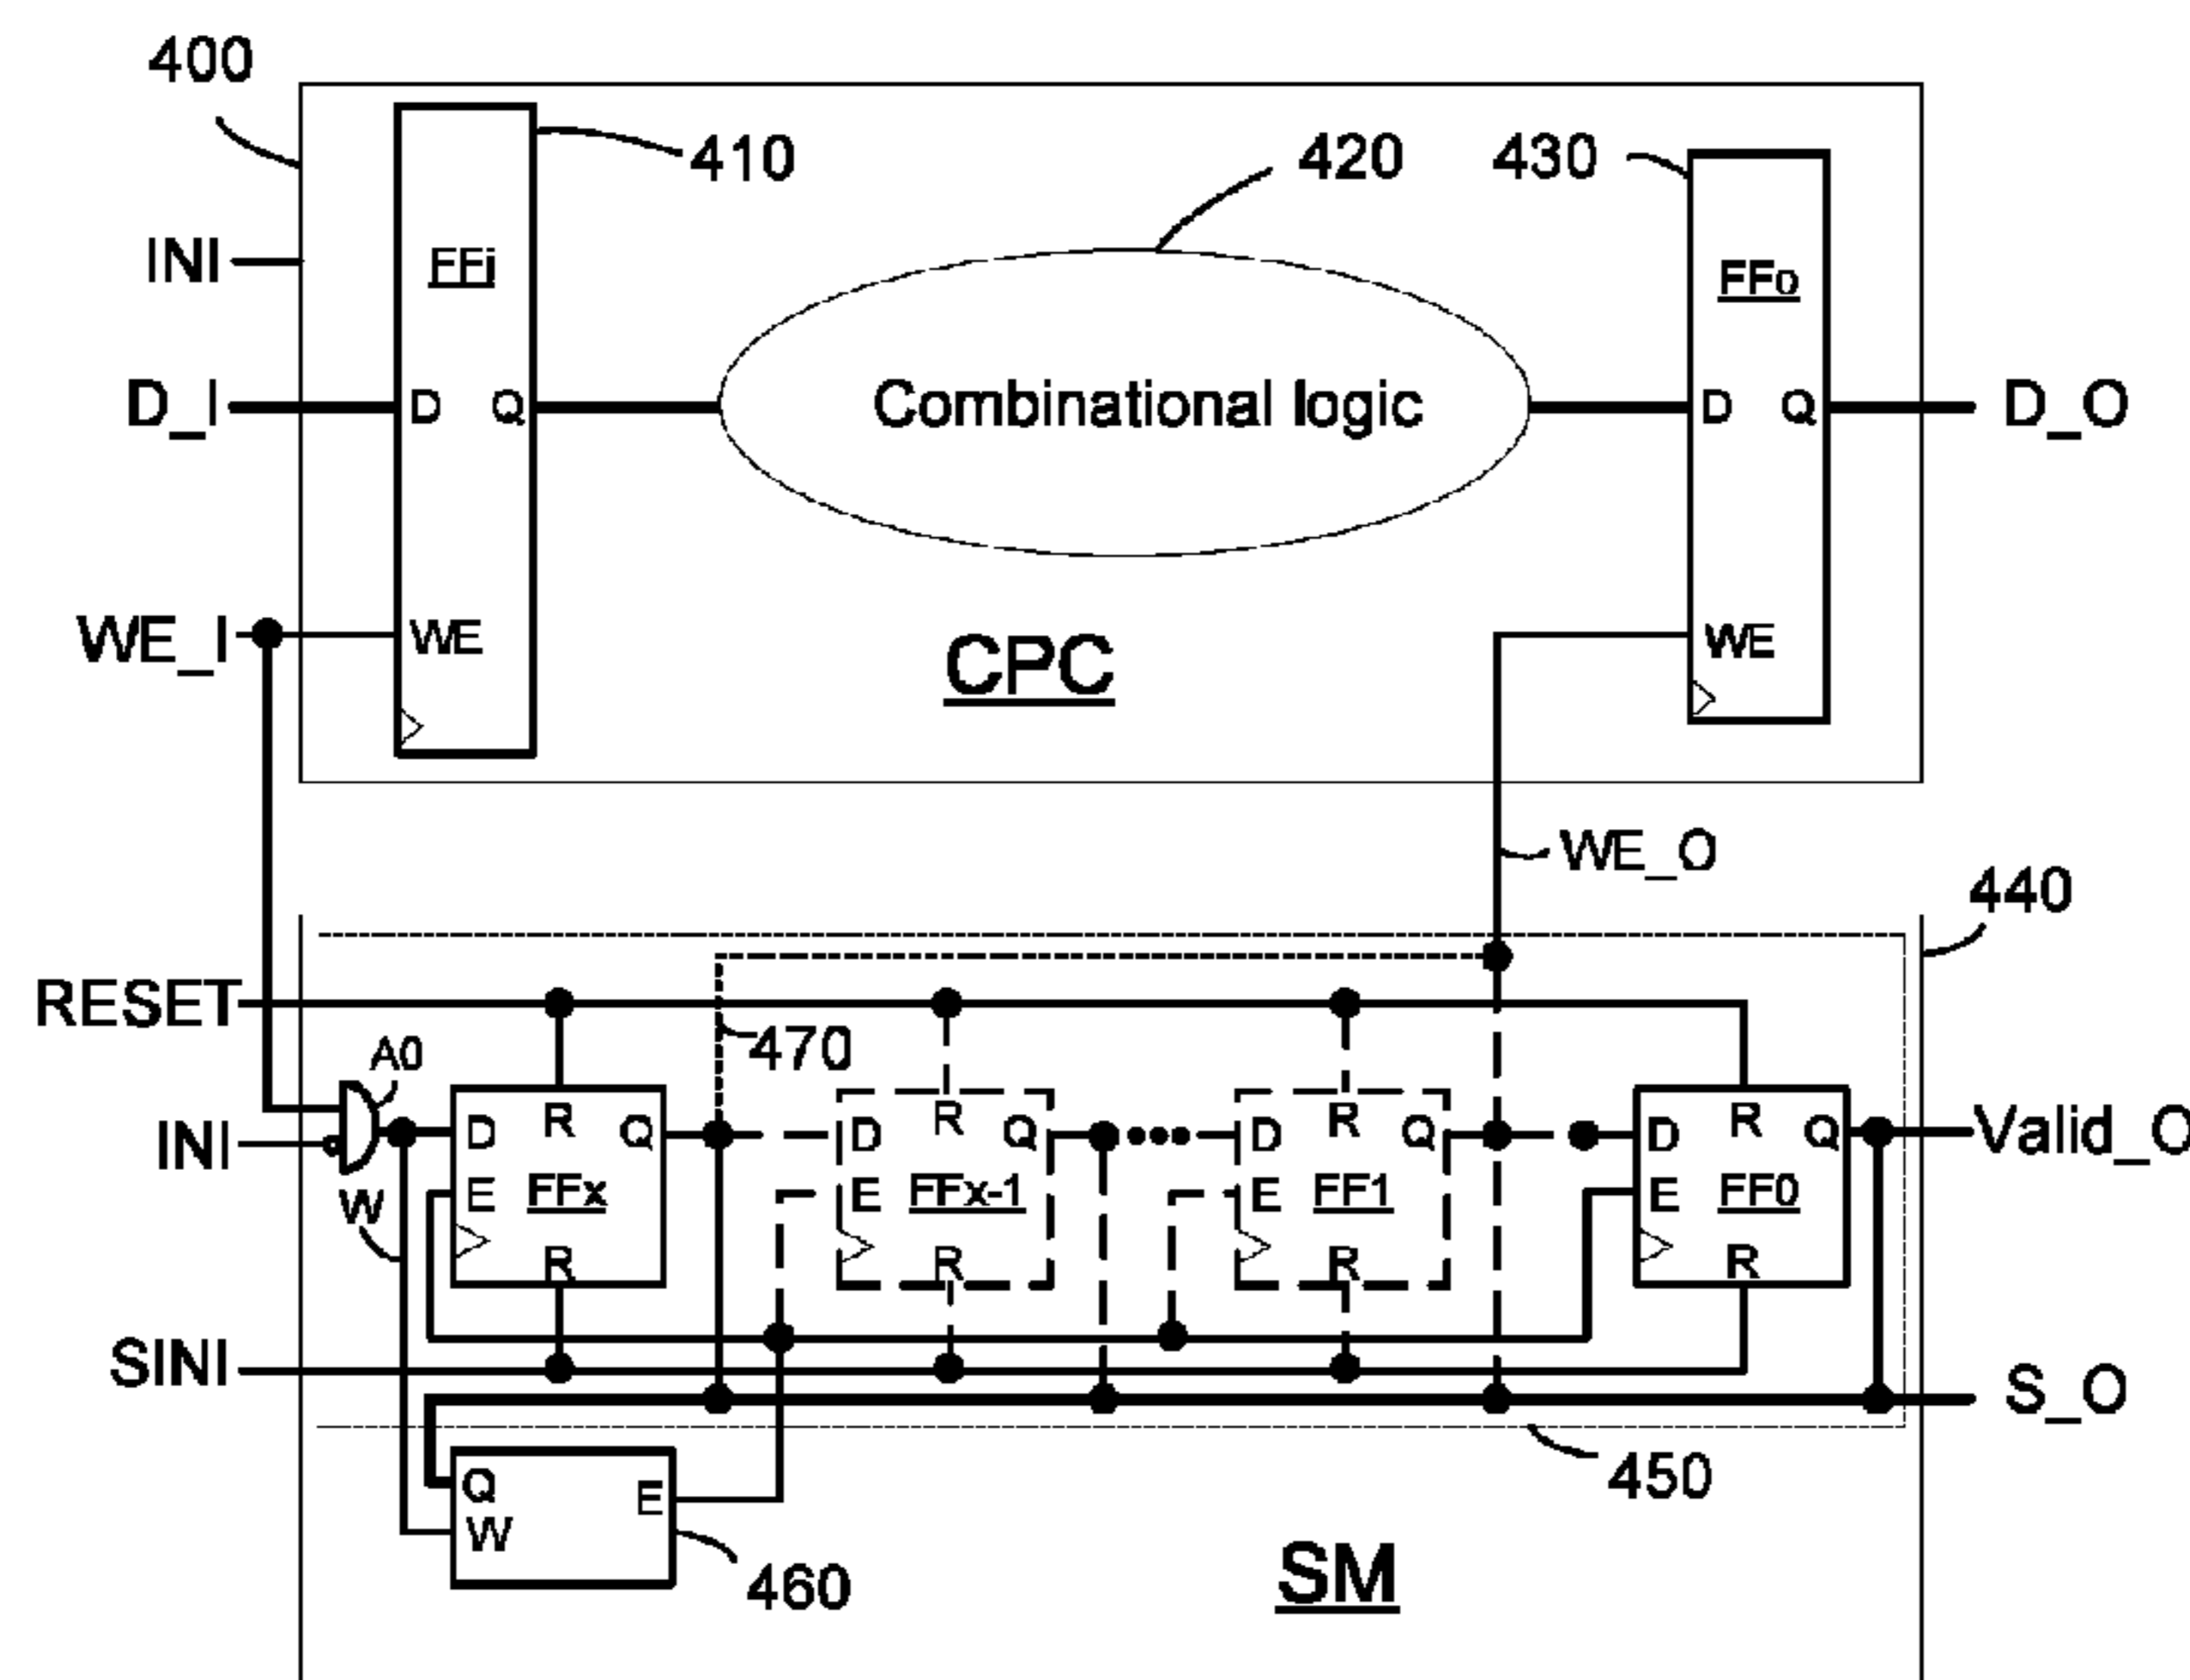 400
410
420
430
INI
FFi
FFo
D_I
D
Q
Combinational logic
D
Q
D_O
WE_I
WE
CPC
WE
WE_O
440
RESET
470
A0
INI
D
R
Q
D
R
Q
D
R
Q
D
R
Q
Valid_O
W
E
FFx
E
FFx-1
E
FF1
E
FF0
R
R
R
R
SINI
S_O
Q
E
W
450
460
SM